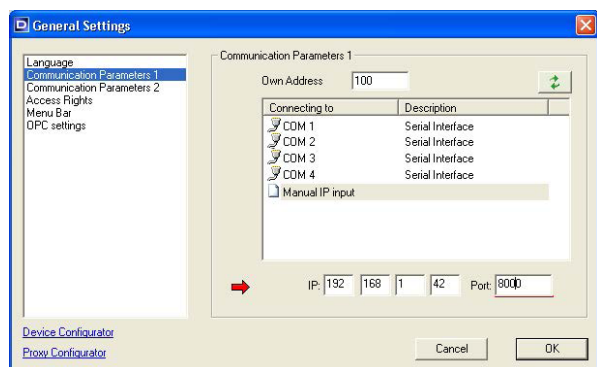 General Settings
Language
Communication Parameters 1
Communication Parameters 2
Access Rights
Menu Bar
OPC settings
Communication Parameters 1
Own Address 100
Connecting to Description
COM 1 Serial Interface
COM 2 Serial Interface
COM 3 Serial Interface
COM 4 Serial Interface
Manual IP input
IP: 192 168 1 42 Port: 8000
Device Configurator
Proxy Configurator
Cancel OK